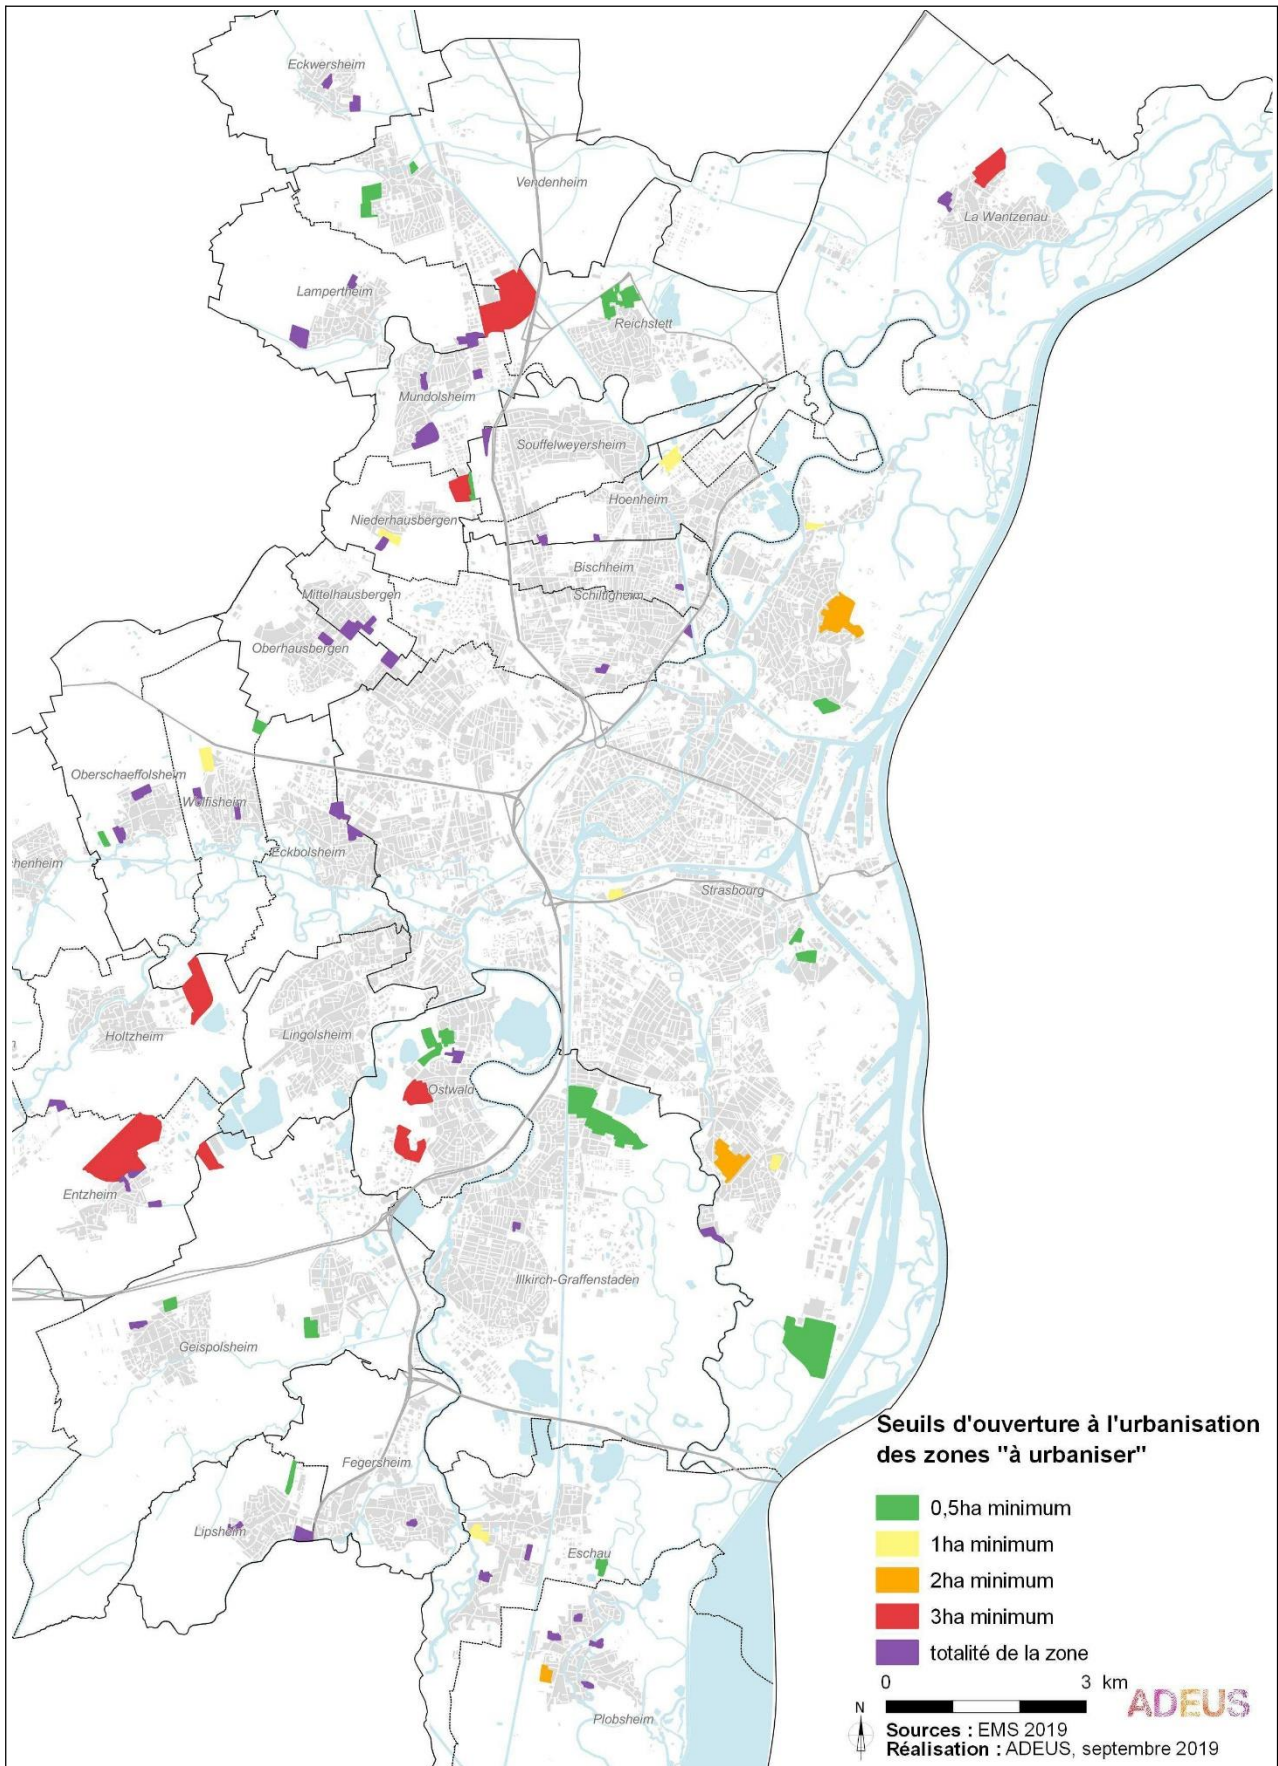 Eckwersheim
Vendenheim
La Wantzenau
Lampertheim
Reichstett
Mundolsheim
Souffelweyersheim
Hoenheim
Niederhausbergen
Bischheim
Mittelhausbergen
Schiltigheim
Oberhausbergen
Oberschaeffolsheim
Wolfisheim
Eckbolsheim
chenheim
Strasbourg
Holtzheim
Lingolsheim
Ostwald
Entzheim
Illkirch-Graffenstaden
Geispolsheim
Fegersheim
Lipsheim
Eschau
Plobsheim
Seuils d'ouverture à l'urbanisation
des zones "à urbaniser"
0,5ha minimum
1ha minimum
2ha minimum
3ha minimum
totalité de la zone
0 3 km
ADEUS
N
Sources : EMS 2019
Réalisation : ADEUS, septembre 2019